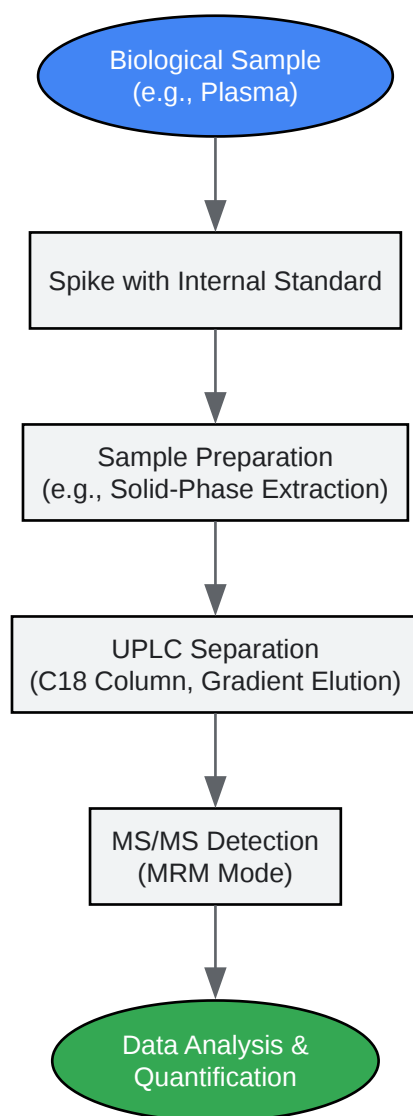 Biological Sample
(e.g., Plasma)
Spike with Internal Standard
Sample Preparation
(e.g., Solid-Phase Extraction)
UPLC Separation
(C18 Column, Gradient Elution)
MS/MS Detection
(MRM Mode)
Data Analysis &
Quantification